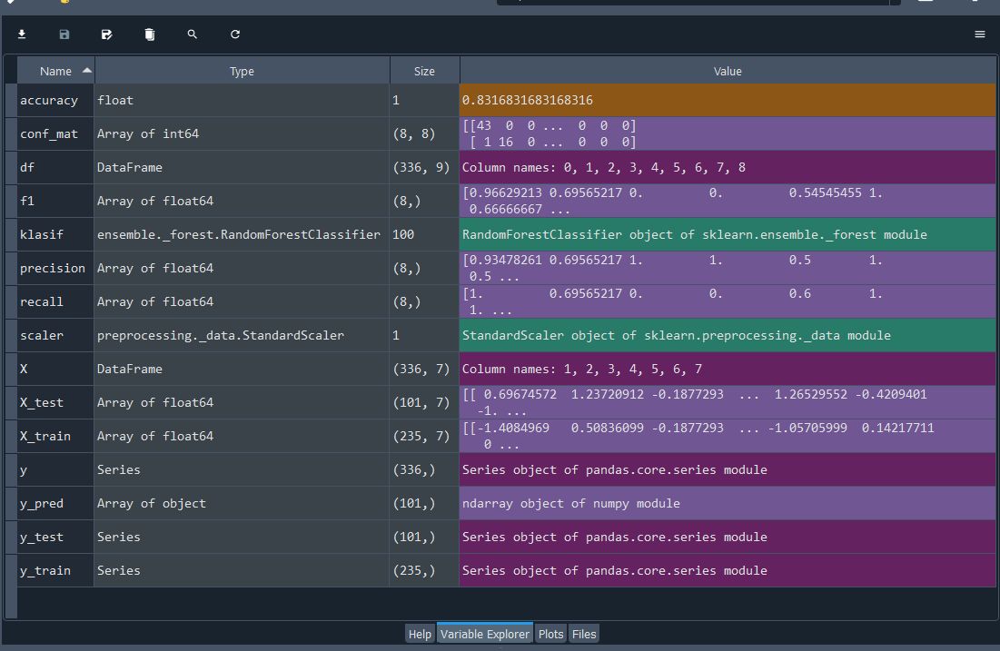 Name Type Size Value
accuracy float 1 0.8316831683168316
conf_mat Array of int64 (8, 8) [[43 0 0 ... 0 0 0]
[ 1 16 0 ... 0 0 0]
df DataFrame (336, 9) Column names: 0, 1, 2, 3, 4, 5, 6, 7, 8
f1 Array of float64 (8,) [0.96629213 0.69565217 0. 0. 0.54545455 1.
0.66666667 ...
klasif ensemble._forest.RandomForestClassifier 100 RandomForestClassifier object of sklearn.ensemble._forest module
precision Array of float64 (8,) [0.93478261 0.69565217 1. 1. 0.5 1.
0.5 ...
recall Array of float64 (8,) [1. 0.69565217 0. 0. 0.6 1.
1. ...
scaler preprocessing._data.StandardScaler 1 StandardScaler object of sklearn.preprocessing._data module
X DataFrame (336, 7) Column names: 1, 2, 3, 4, 5, 6, 7
X_test Array of float64 (101, 7) [[ 0.69674572 1.23720912 -0.1877293 ... 1.26529552 -0.4209401
-1. ...
X_train Array of float64 (235, 7) [[-1.4084969 0.50836099 -0.1877293 ... -1.05705999 0.14217711
0 ...
y Series (336,) Series object of pandas.core.series module
y_pred Array of object (101,) ndarray object of numpy module
y_test Series (101,) Series object of pandas.core.series module
y_train Series (235,) Series object of pandas.core.series module
Help Variable Explorer Plots Files